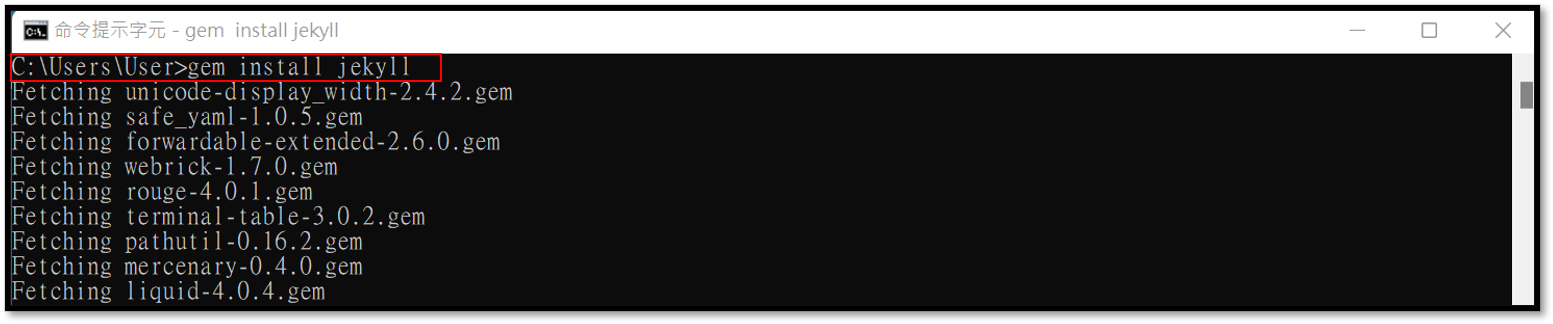 命令提示字元 - gem  install jekyll
C:\Users\User>gem install jekyll
Fetching unicode-display_width-2.4.2.gem
Fetching safe_yaml-1.0.5.gem
Fetching forwardable-extended-2.6.0.gem
Fetching webrick-1.7.0.gem
Fetching rouge-4.0.1.gem
Fetching terminal-table-3.0.2.gem
Fetching pathutil-0.16.2.gem
Fetching mercenary-0.4.0.gem
Fetching liquid-4.0.4.gem